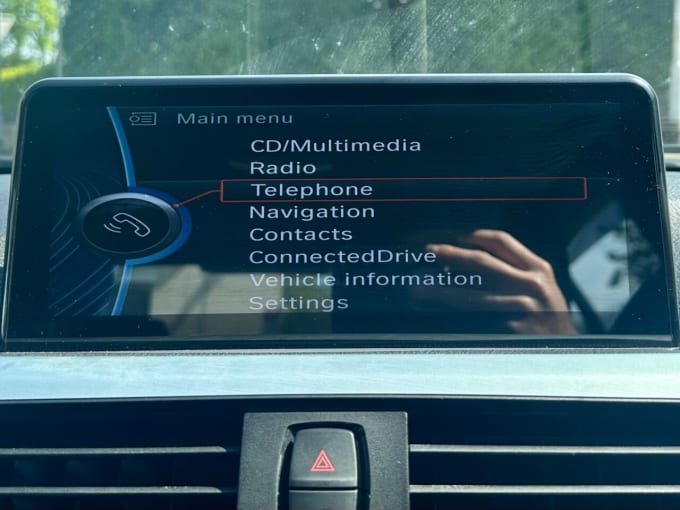 Main menu
CD/Multimedia
Radio
Telephone
Navigation
Contacts
ConnectedDrive
Vehicle information
Settings